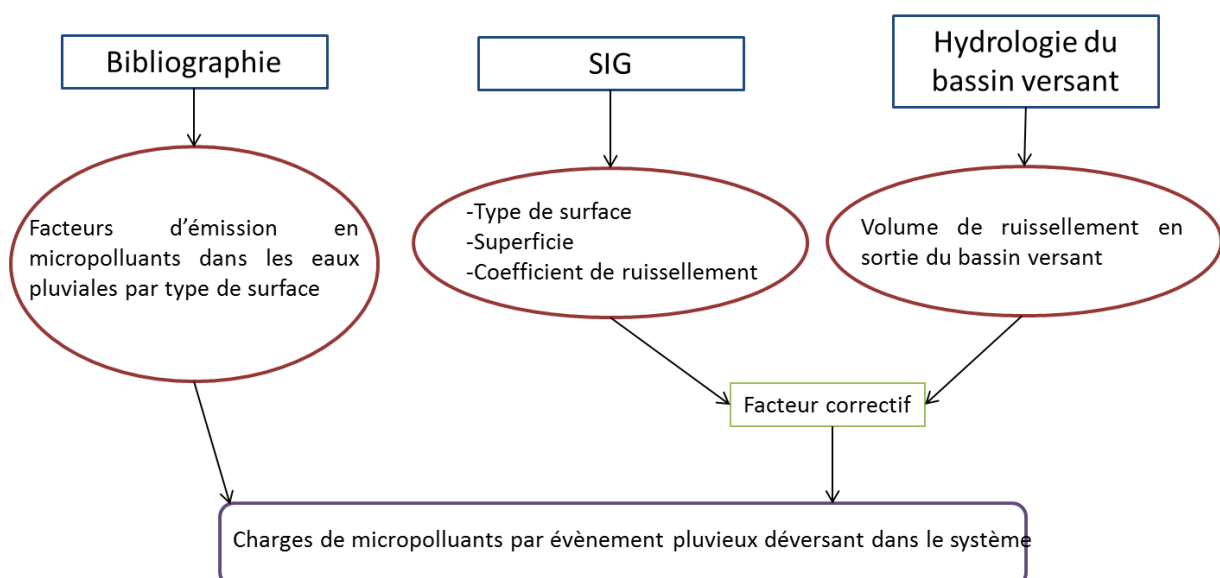 Bibliographie
SIG
Hydrologie du
bassin versant
Facteurs d'émission en
micropolluants dans les eaux
pluviales par type de surface
-Type de surface
-Superficie
-Coefficient de ruissellement
Volume de ruissellement en
sortie du bassin versant
Facteur correctif
Charges de micropolluants par évènement pluvieux déversant dans le système